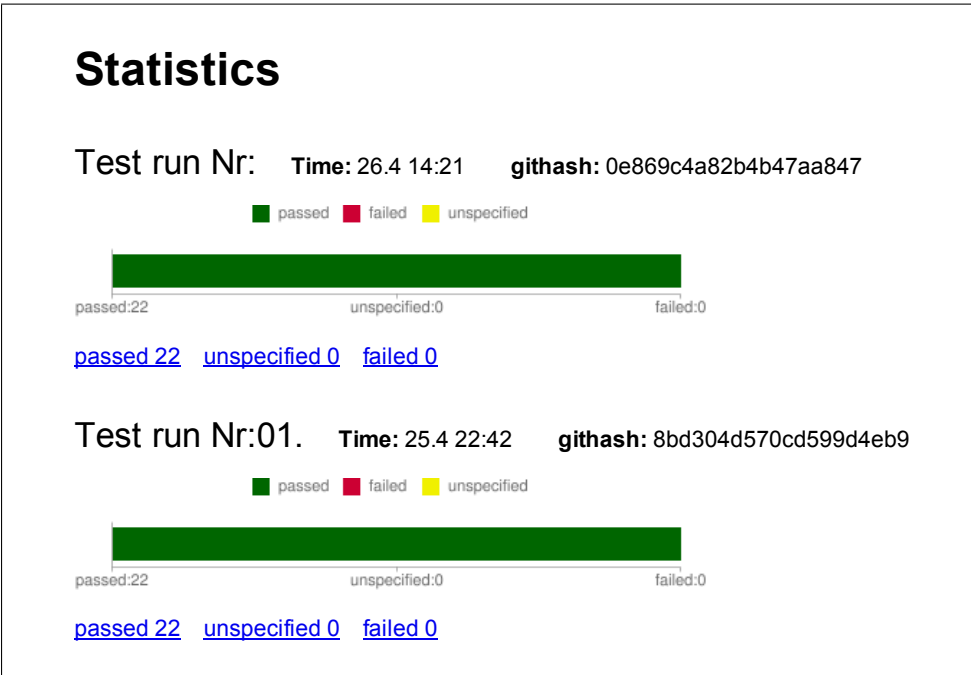 Statistics
Test run Nr: Time: 26.4 14:21 githash: 0e869c4a82b4b47aa847
passed failed unspecified
passed:22 unspecified:0 failed:0
passed 22 unspecified 0 failed 0
Test run Nr:01. Time: 25.4 22:42 githash: 8bd304d570cd599d4eb9
passed failed unspecified
passed:22 unspecified:0 failed:0
passed 22 unspecified 0 failed 0